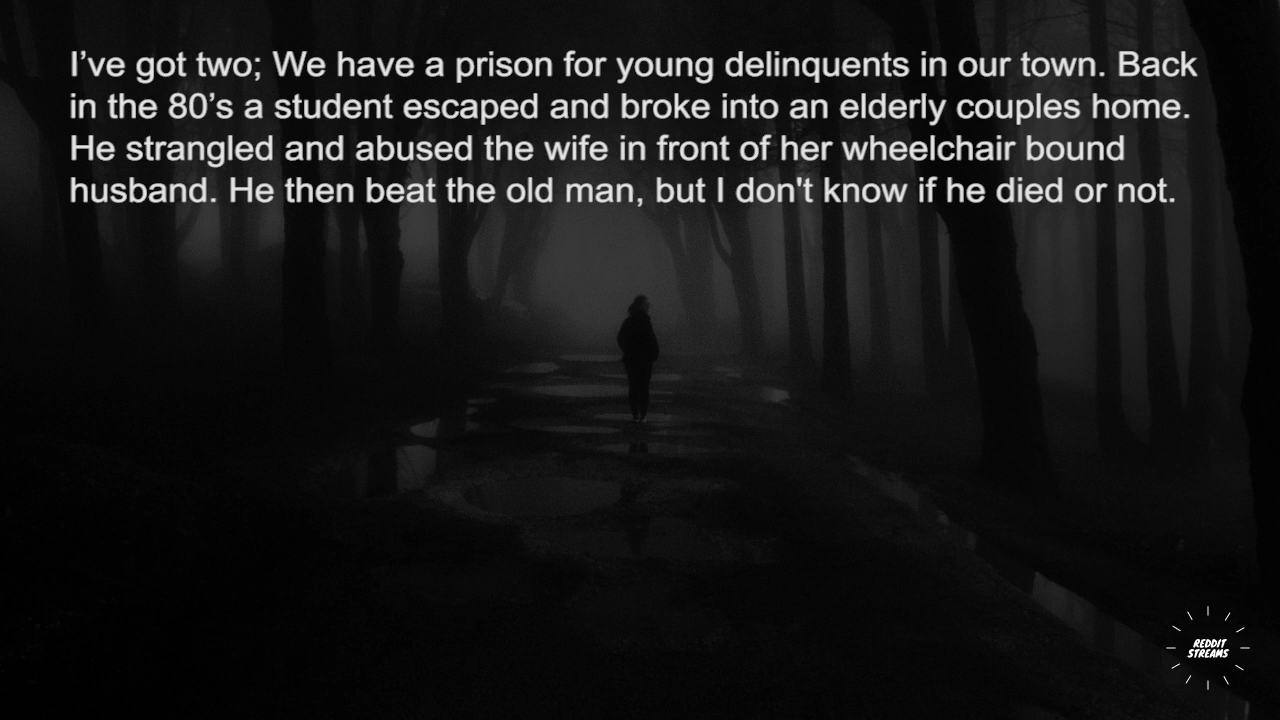 I’ve got two; We have a prison for young delinquents in our town. Back
in the 80’s a student escaped and broke into an elderly couples home.
He strangled and abused the wife in front of her wheelchair bound
husband. He then beat the old man, but I don't know if he died or not.
REDDIT
STREAMS